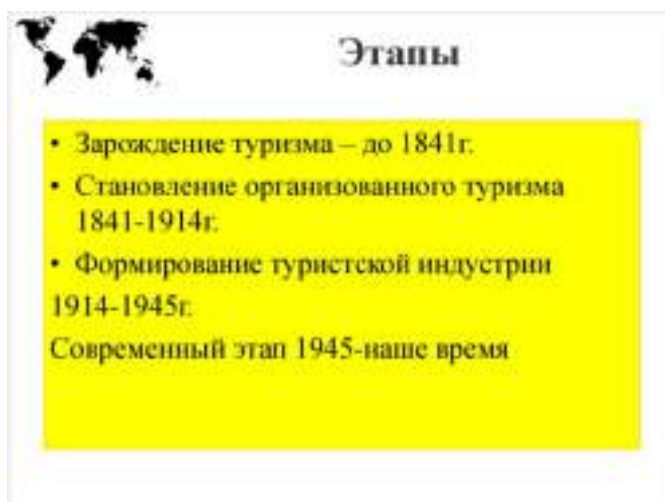 Этапы
• Зарождение туризма – до 1841г.
• Становление организованного туризма
1841-1914г.
• Формирование туристской индустрии
1914-1945г.
Современный этап 1945-наше время